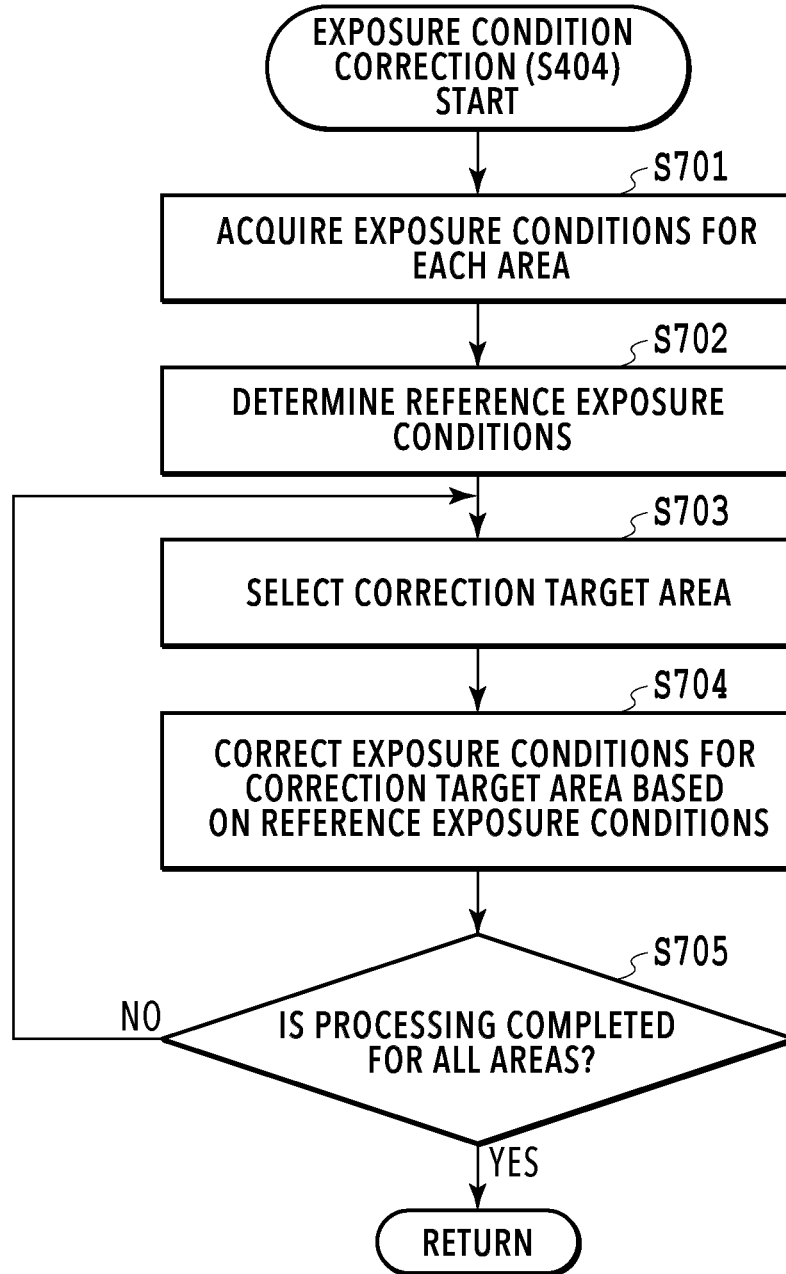 EXPOSURE CONDITION
CORRECTION (S404)
START
S701
ACQUIRE EXPOSURE CONDITIONS FOR
EACH AREA
S702
DETERMINE REFERENCE EXPOSURE
CONDITIONS
S703
SELECT CORRECTION TARGET AREA
S704
CORRECT EXPOSURE CONDITIONS FOR
CORRECTION TARGET AREA BASED
ON REFERENCE EXPOSURE CONDITIONS
S705
NO
IS PROCESSING COMPLETED
FOR ALL AREAS?
YES
RETURN